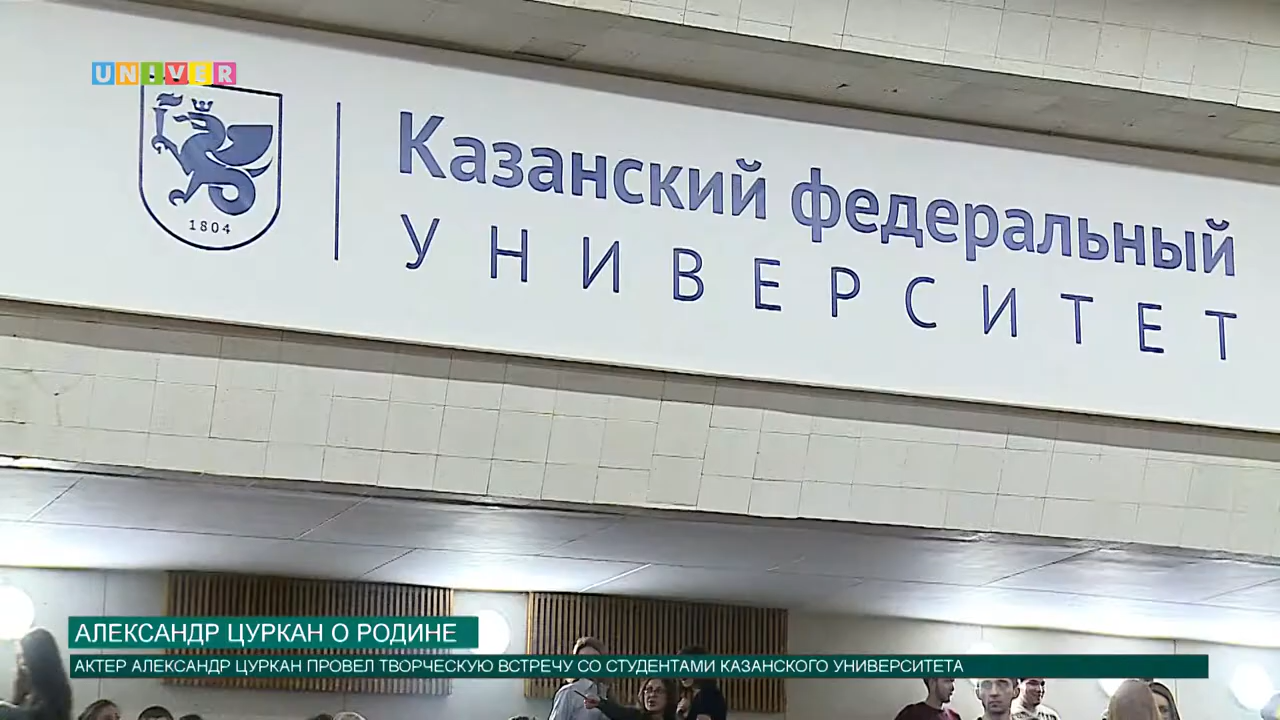 UNIVER
1804
Казанский федеральный
УНИВЕРСИТЕТ
АЛЕКСАНДР ЦУРКАН О РОДИНЕ
АКТЕР АЛЕКСАНДР ЦУРКАН ПРОВЕЛ ТВОРЧЕСКУЮ ВСТРЕЧУ СО СТУДЕНТАМИ КАЗАНСКОГО УНИВЕРСИТЕТА